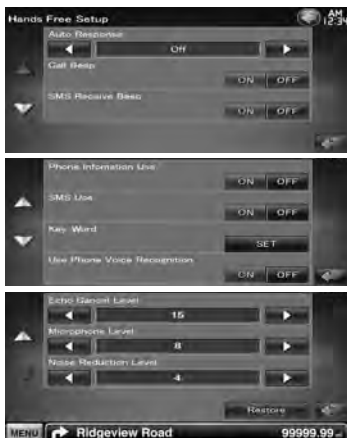 Hands Free Setup
AM
12:34
Auto Response
Off
Call Beep
ON OFF
SMS Receive Beep
ON OFF
Phone Infomation Use
ON OFF
SMS Use
ON OFF
Key Word
SET
Use Phone Voice Recognition
ON OFF
Echo Cancel Level
15
Microphone Level
8
Noise Reduction Level
4
Restore
MENU Ridgeview Road 99999.99